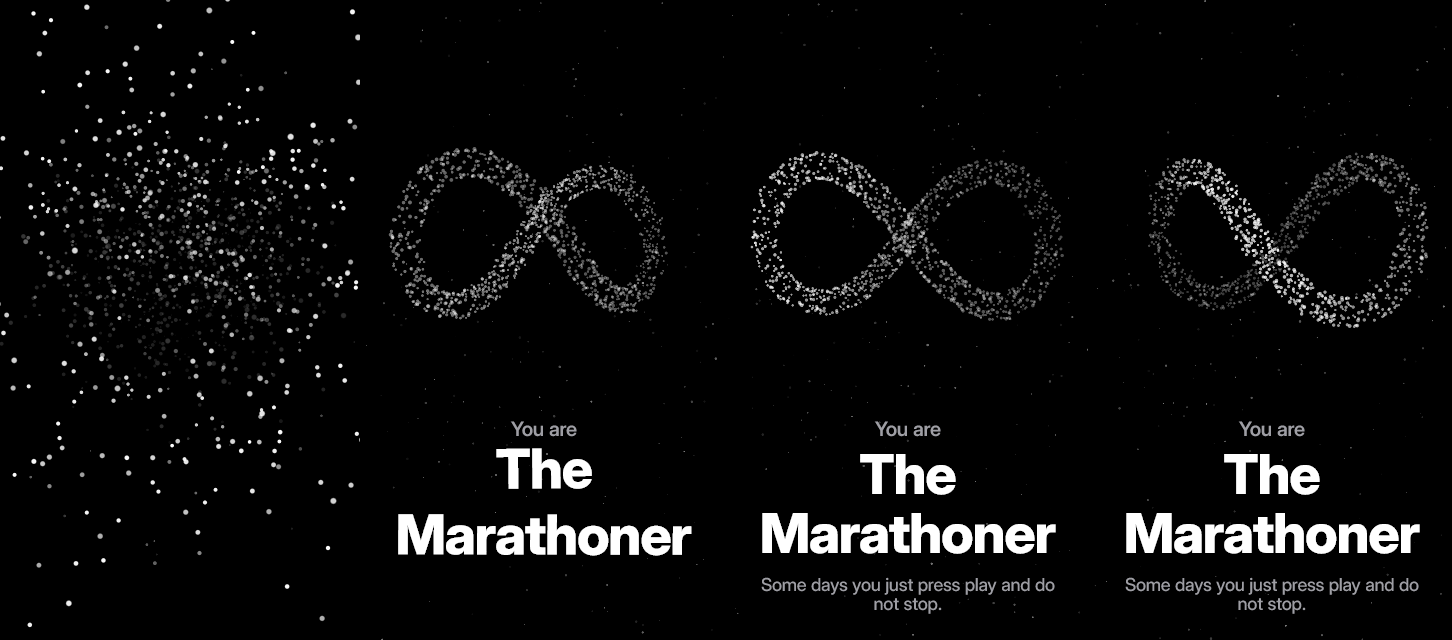 You are
The
Marathoner
You are
The
Marathoner
Some days you just press play and do
not stop.
You are
The
Marathoner
Some days you just press play and do
not stop.